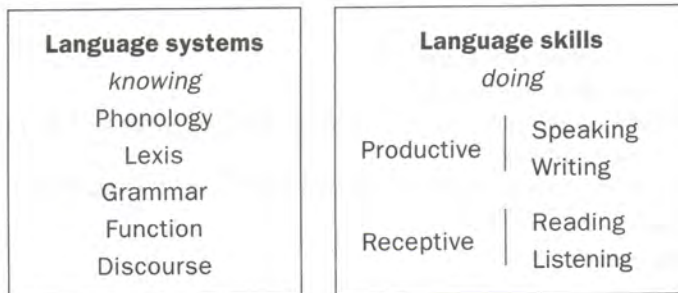 Language systems
knowing
Phonology
Lexis
Grammar
Function
Discourse
Language skills
doing
Productive
Speaking
Writing
Receptive
Reading
Listening